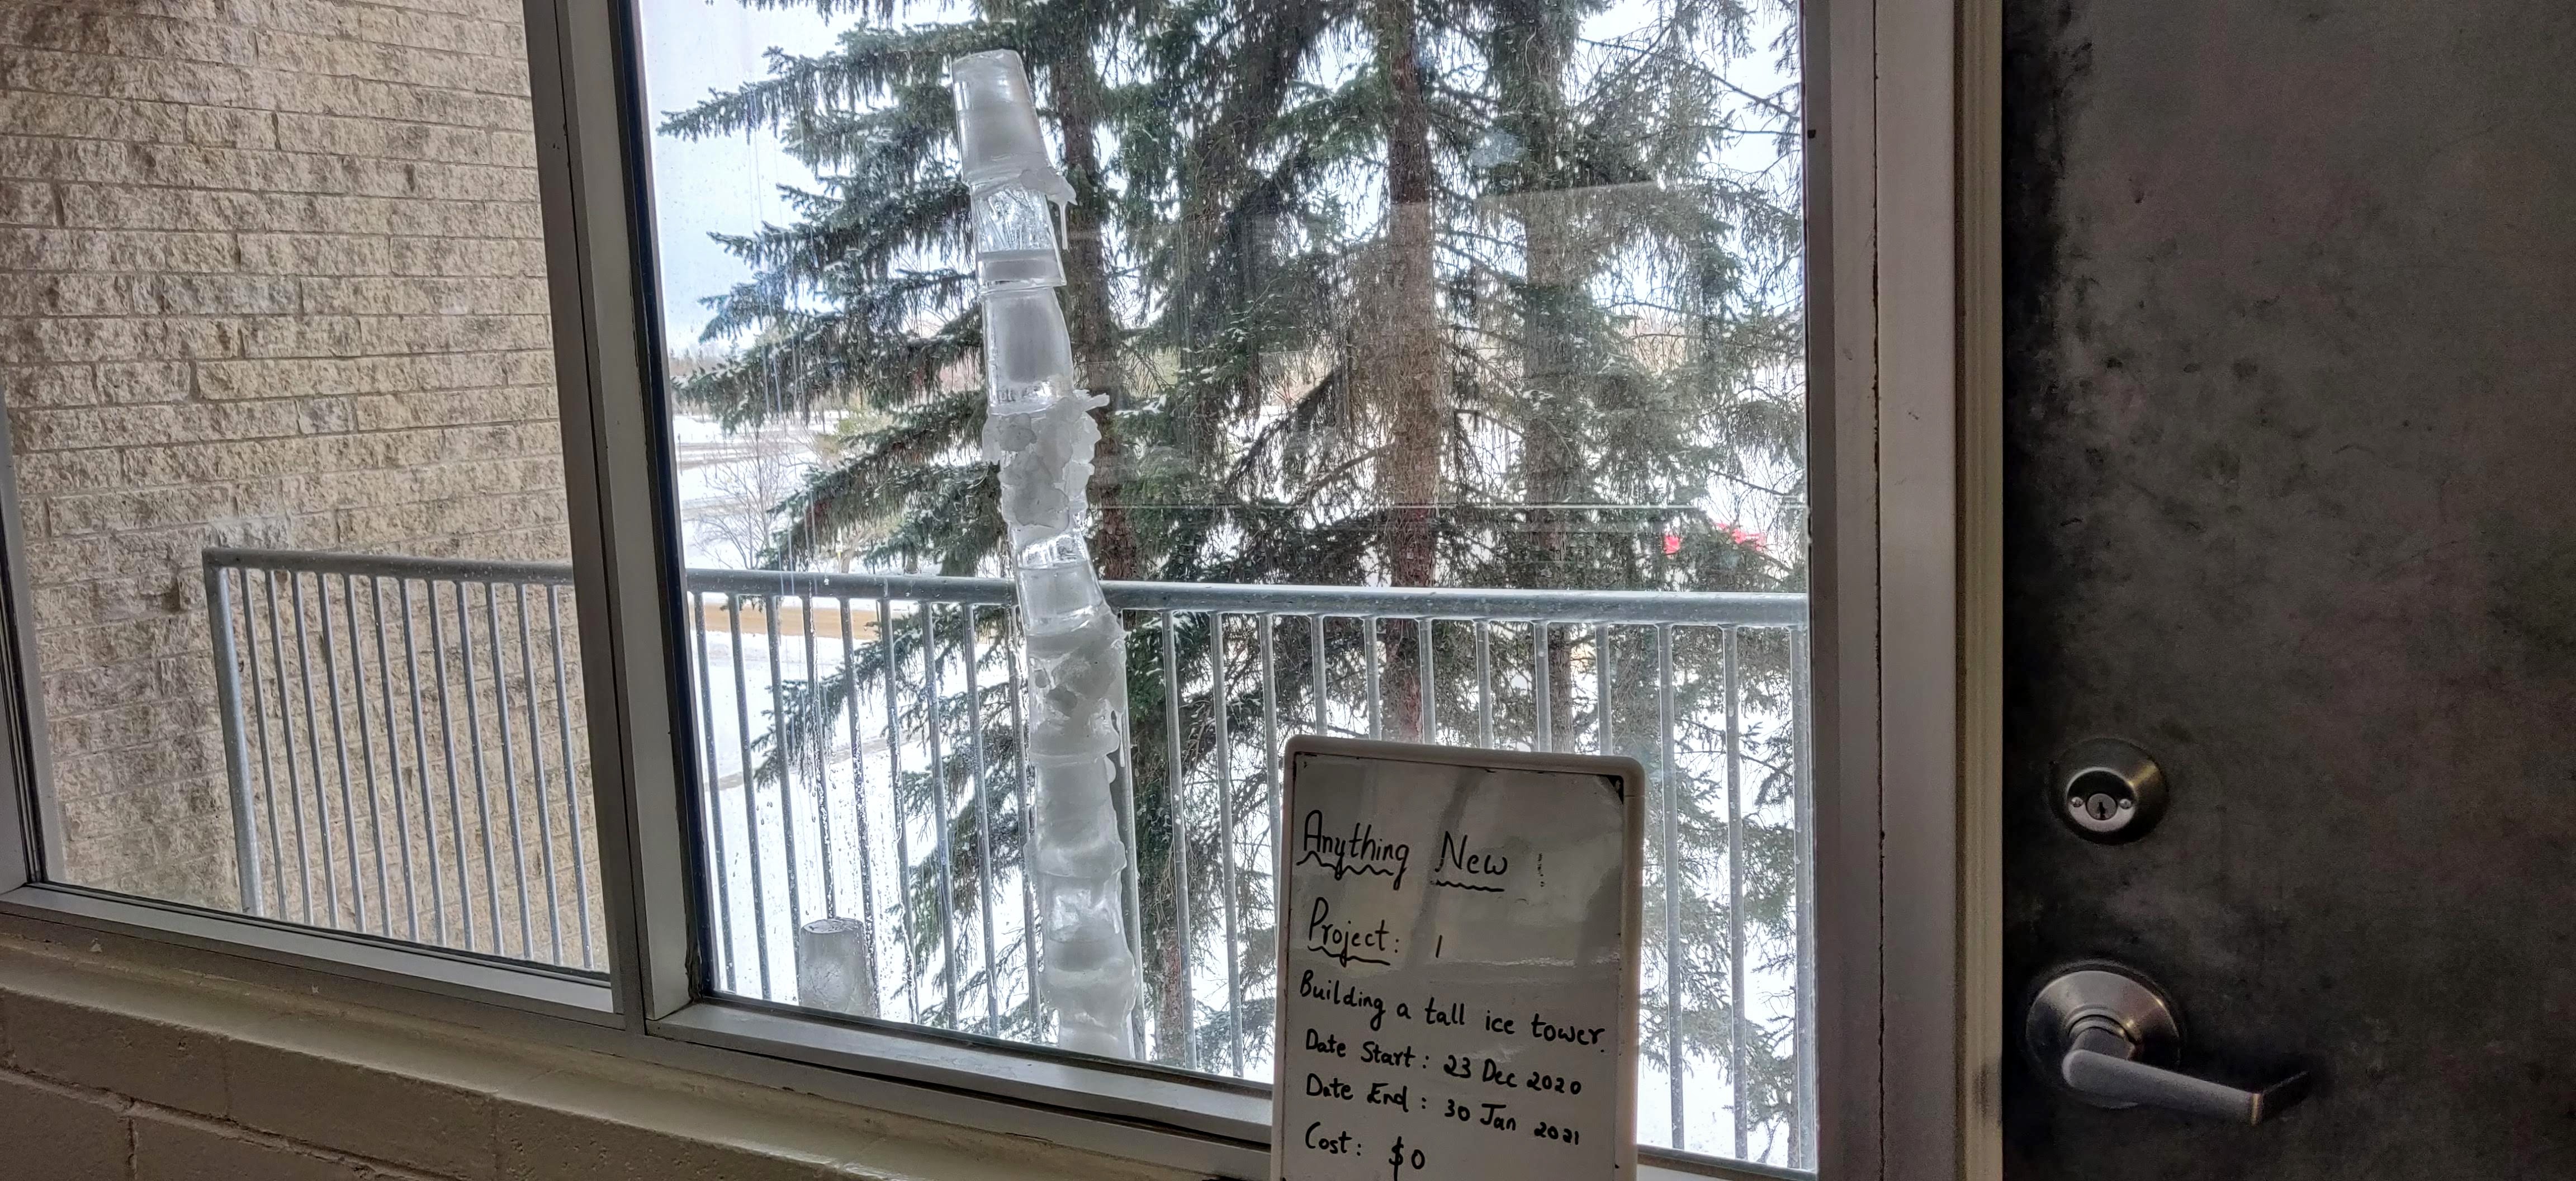 Anything New !
Project: 1
Building a tall ice tower.
Date Start : 23 Dec 2020
Date End : 30 Jan 2021
Cost: $0